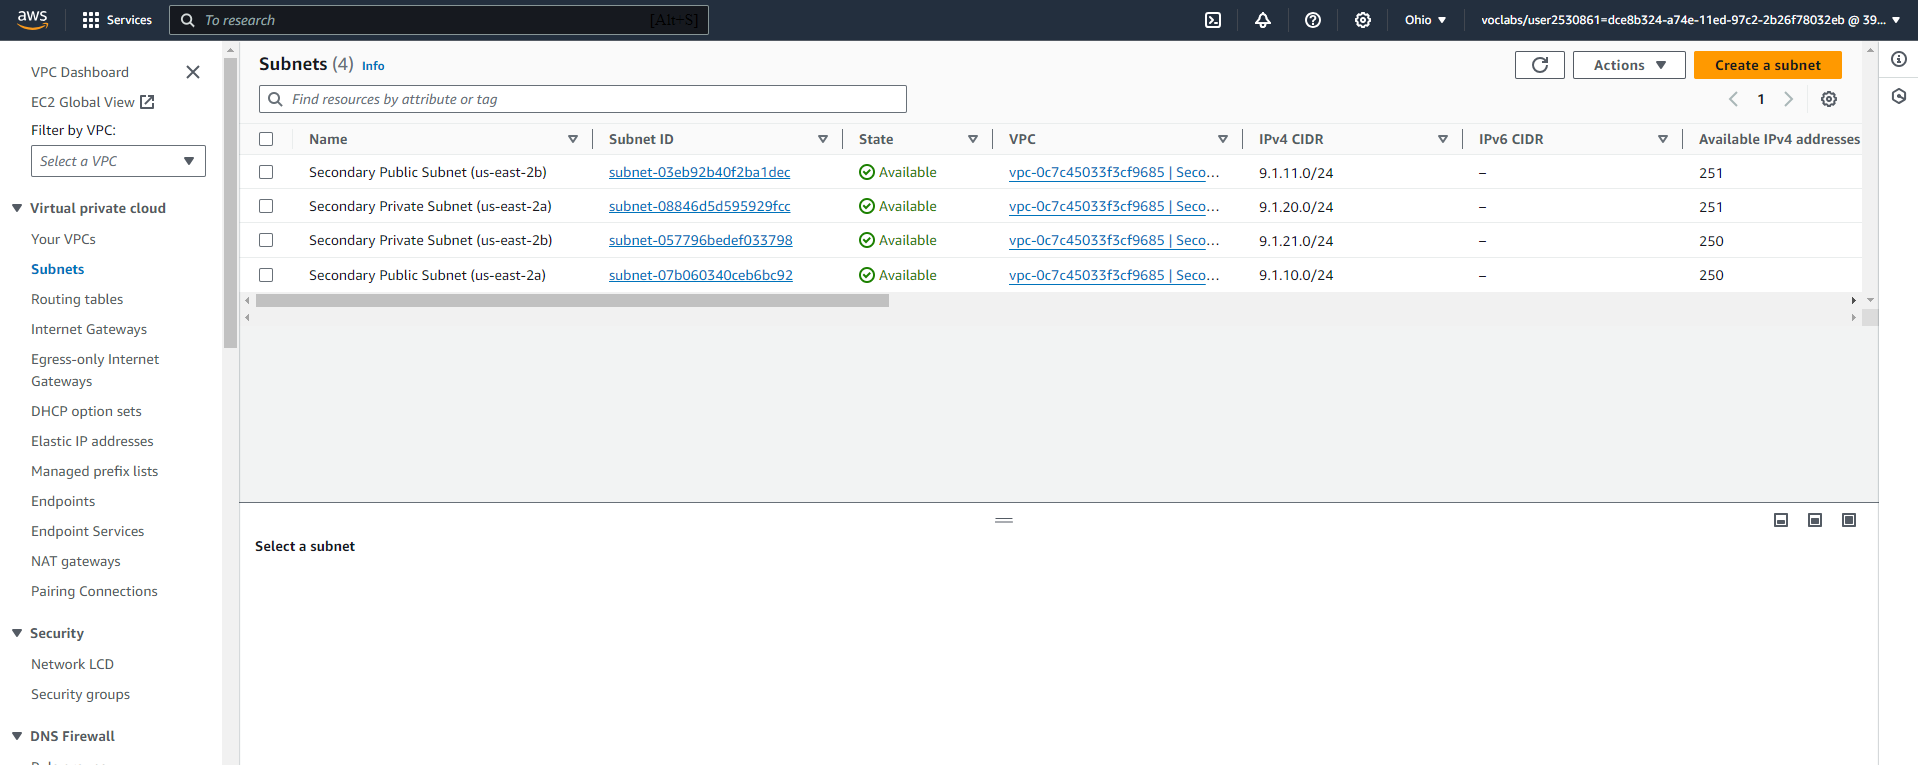 aws Services To research [Alt+S] Ohio voclabs/user2530861=dce8b324-a74e-11ed-97c2-2b26f78032eb @ 39...
VPC Dashboard
EC2 Global View
Filter by VPC:
Select a VPC
Virtual private cloud
Your VPCs
Subnets
Routing tables
Internet Gateways
Egress-only Internet
Gateways
DHCP option sets
Elastic IP addresses
Managed prefix lists
Endpoints
Endpoint Services
NAT gateways
Pairing Connections
Security
Network LCD
Security groups
DNS Firewall
Subnets (4) Info
Actions Create a subnet
Find resources by attribute or tag
1
Name Subnet ID State VPC IPv4 CIDR IPv6 CIDR Available IPv4 addresses
Secondary Public Subnet (us-east-2b) subnet-03eb92b40f2ba1dec Available vpc-0c7c45033f3cf9685 | Seco... 9.1.11.0/24 – 251
Secondary Private Subnet (us-east-2a) subnet-08846d5d595929fcc Available vpc-0c7c45033f3cf9685 | Seco... 9.1.20.0/24 – 251
Secondary Private Subnet (us-east-2b) subnet-057796bedef033798 Available vpc-0c7c45033f3cf9685 | Seco... 9.1.21.0/24 – 250
Secondary Public Subnet (us-east-2a) subnet-07b060340ceb6bc92 Available vpc-0c7c45033f3cf9685 | Seco... 9.1.10.0/24 – 250
Select a subnet